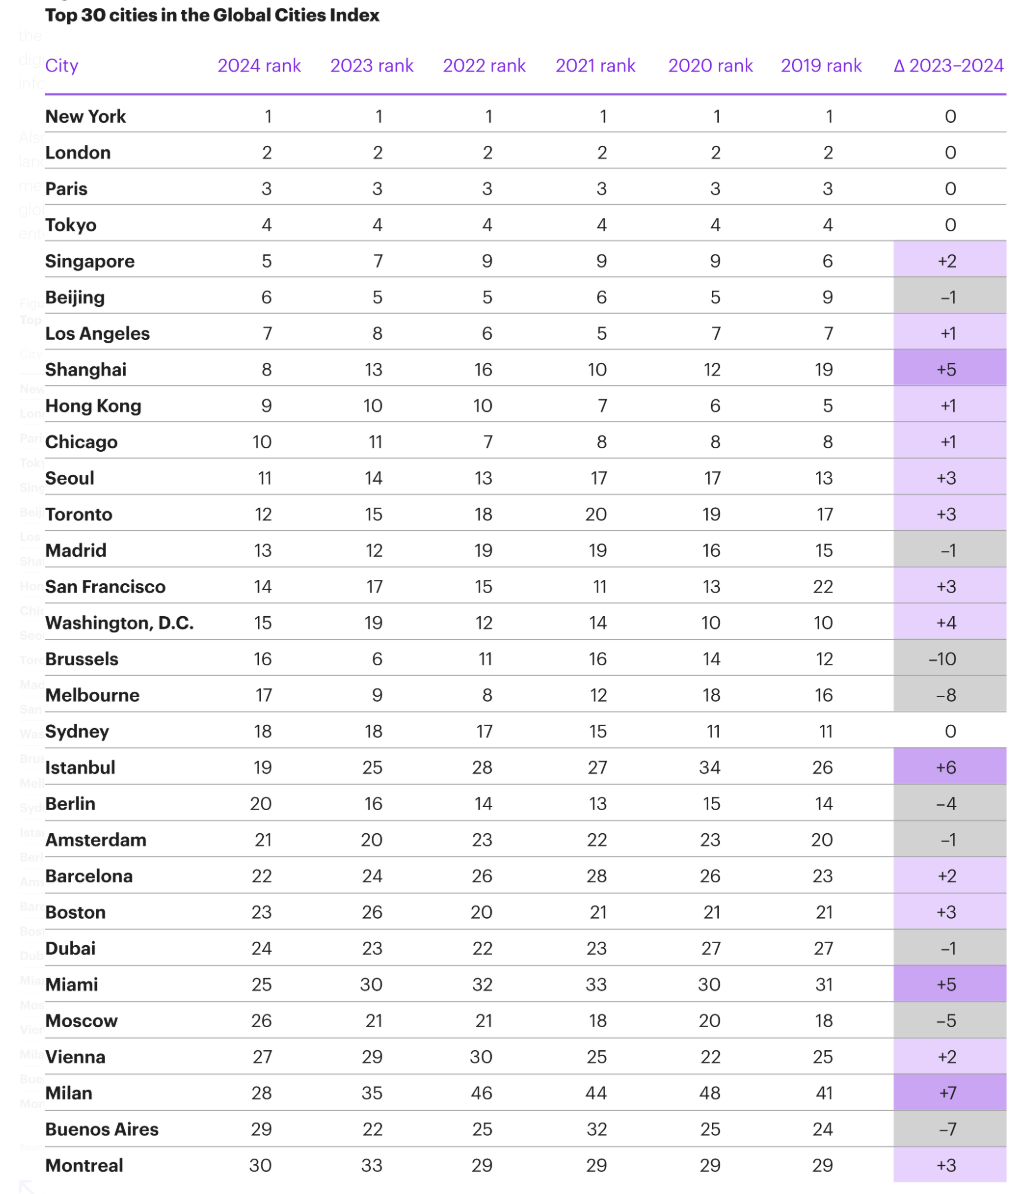 Top 30 cities in the Global Cities Index
City 2024 rank 2023 rank 2022 rank 2021 rank 2020 rank 2019 rank Δ 2023–2024
New York 1 1 1 1 1 1 0
London 2 2 2 2 2 2 0
Paris 3 3 3 3 3 3 0
Tokyo 4 4 4 4 4 4 0
Singapore 5 7 9 9 9 6 +2
Beijing 6 5 5 6 5 9 –1
Los Angeles 7 8 6 5 7 7 +1
Shanghai 8 13 16 10 12 19 +5
Hong Kong 9 10 10 7 6 5 +1
Chicago 10 11 7 8 8 8 +1
Seoul 11 14 13 17 17 13 +3
Toronto 12 15 18 20 19 17 +3
Madrid 13 12 19 19 16 15 –1
San Francisco 14 17 15 11 13 22 +3
Washington, D.C. 15 19 12 14 10 10 +4
Brussels 16 6 11 16 14 12 –10
Melbourne 17 9 8 12 18 16 –8
Sydney 18 18 17 15 11 11 0
Istanbul 19 25 28 27 34 26 +6
Berlin 20 16 14 13 15 14 –4
Amsterdam 21 20 23 22 23 20 –1
Barcelona 22 24 26 28 26 23 +2
Boston 23 26 20 21 21 21 +3
Dubai 24 23 22 23 27 27 –1
Miami 25 30 32 33 30 31 +5
Moscow 26 21 21 18 20 18 –5
Vienna 27 29 30 25 22 25 +2
Milan 28 35 46 44 48 41 +7
Buenos Aires 29 22 25 32 25 24 –7
Montreal 30 33 29 29 29 29 +3